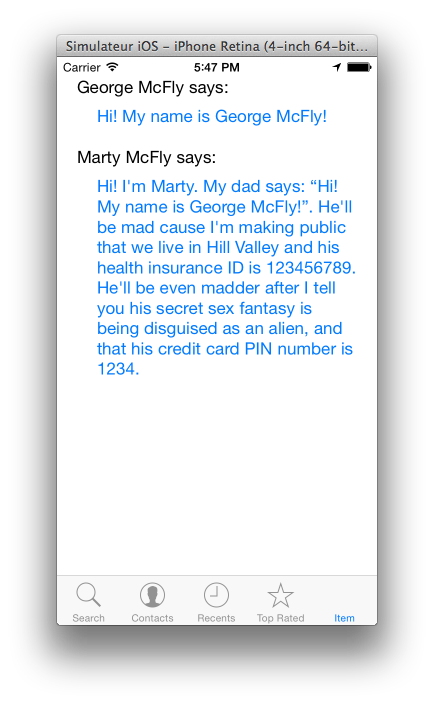 Simulateur iOS – iPhone Retina (4-inch 64-bit...
Carrier 5:47 PM
George McFly says:
Hi! My name is George McFly!
Marty McFly says:
Hi! I'm Marty. My dad says: “Hi!
My name is George McFly!”. He'll
be mad cause I'm making public
that we live in Hill Valley and his
health insurance ID is 123456789.
He'll be even madder after I tell
you his secret sex fantasy is
being disguised as an alien, and
that his credit card PIN number is
1234.
Search Contacts Recents Top Rated Item